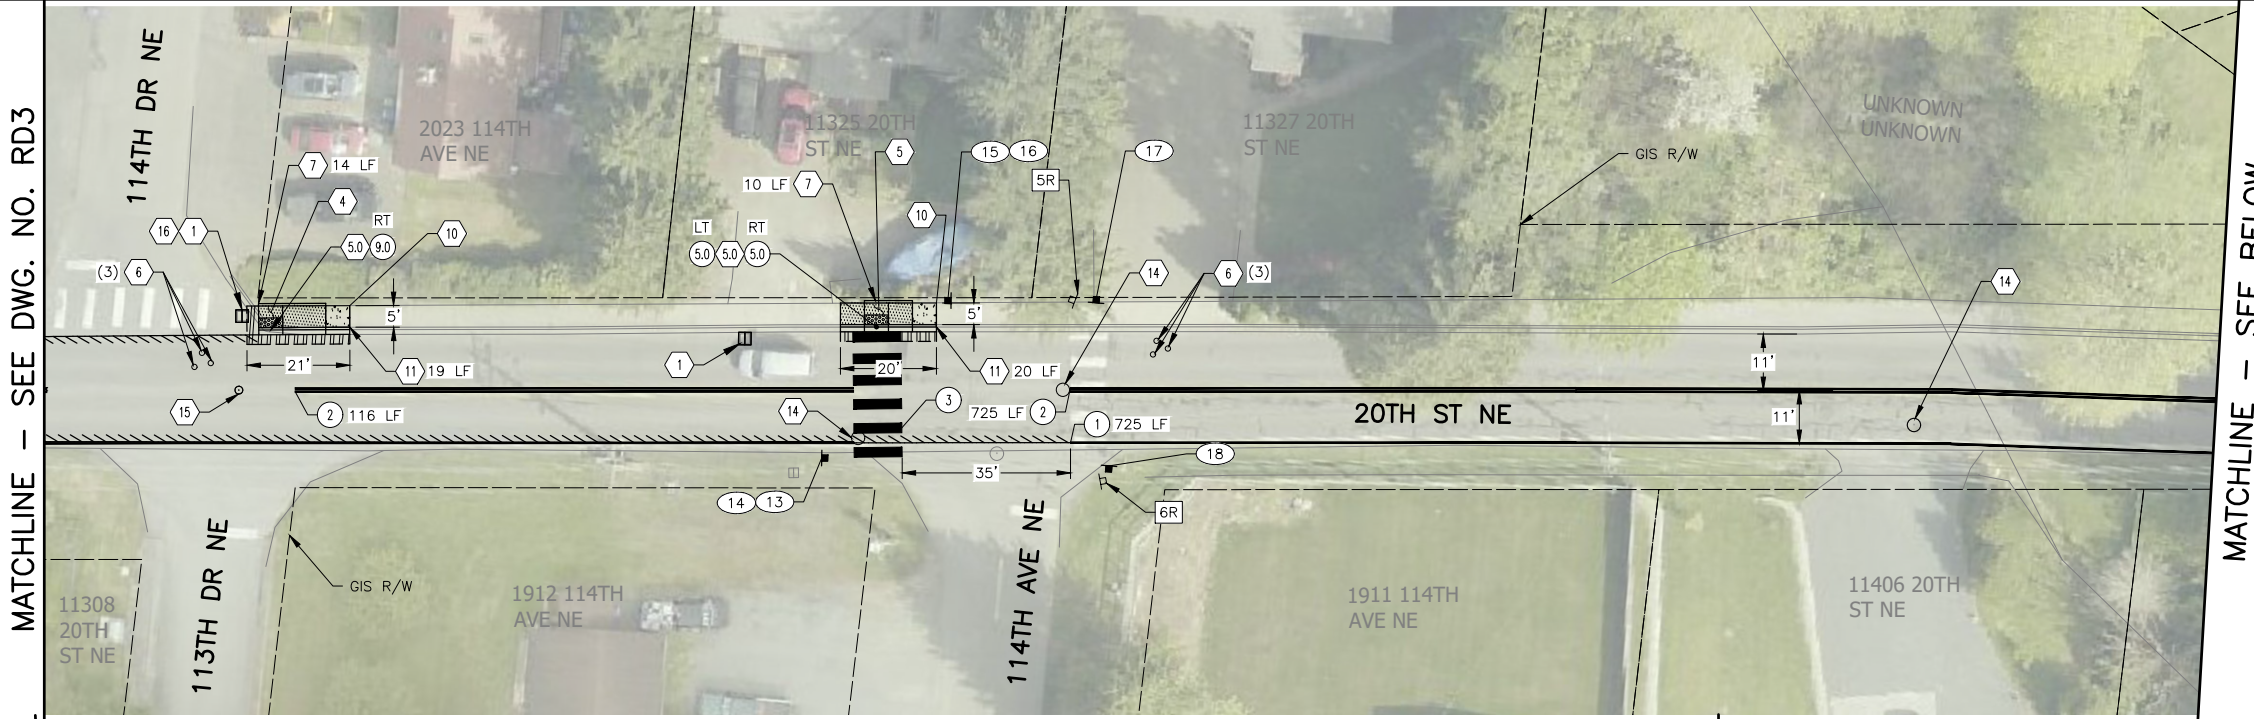 MATCHLINE – SEE DWG. NO. RD3
114TH DR NE
2023 114TH
AVE NE
11325 20TH
ST NE
11327 20TH
ST NE
UNKNOWN
UNKNOWN
7 14 LF
4
RT
5.0 9.0
10
16 1
(3) 6
5
15 16
17
10 LF 7
5R
10
LT RT
5.0 5.0 5.0
14
6 (3)
GIS R/W
14
5'
5'
21'
11 19 LF
1
20'
11 20 LF
11'
11'
15
2 116 LF
14
3
725 LF 2
1 725 LF
20TH ST NE
35'
18
14 13
6R
GIS R/W
11308
20TH
ST NE
113TH DR NE
1912 114TH
AVE NE
114TH AVE NE
1911 114TH
AVE NE
11406 20TH
ST NE
MATCHLINE – SEE BELOW